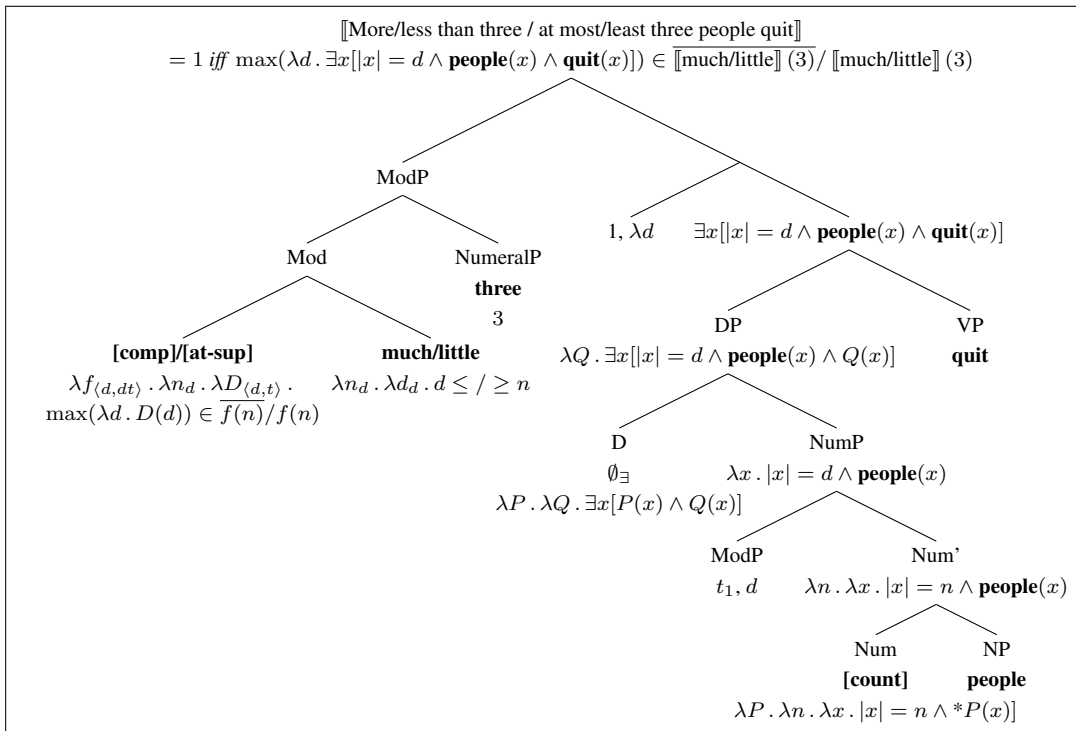 ⟦More/less than three / at most/least three people quit⟧
= 1 iff max(λd . ∃x[|x| = d ∧ people(x) ∧ quit(x)]) ∈ \overline{⟦much/little⟧ (3)}/ ⟦much/little⟧ (3)
ModP
1, λd ∃x[|x| = d ∧ people(x) ∧ quit(x)]
Mod NumeralP
three
3
DP VP
[comp]/[at-sup] much/little λQ . ∃x[|x| = d ∧ people(x) ∧ Q(x)] quit
λf⟨d,dt⟩ . λn_d . λD⟨d,t⟩ . λn_d . λd_d . d ≤ / ≥ n
max(λd . D(d)) ∈ \overline{f(n)}/f(n)
D NumP
∅∃ λx . |x| = d ∧ people(x)
λP . λQ . ∃x[P(x) ∧ Q(x)]
ModP Num’
t₁, d λn . λx . |x| = n ∧ people(x)
Num NP
[count] people
λP . λn . λx . |x| = n ∧ *P(x)]